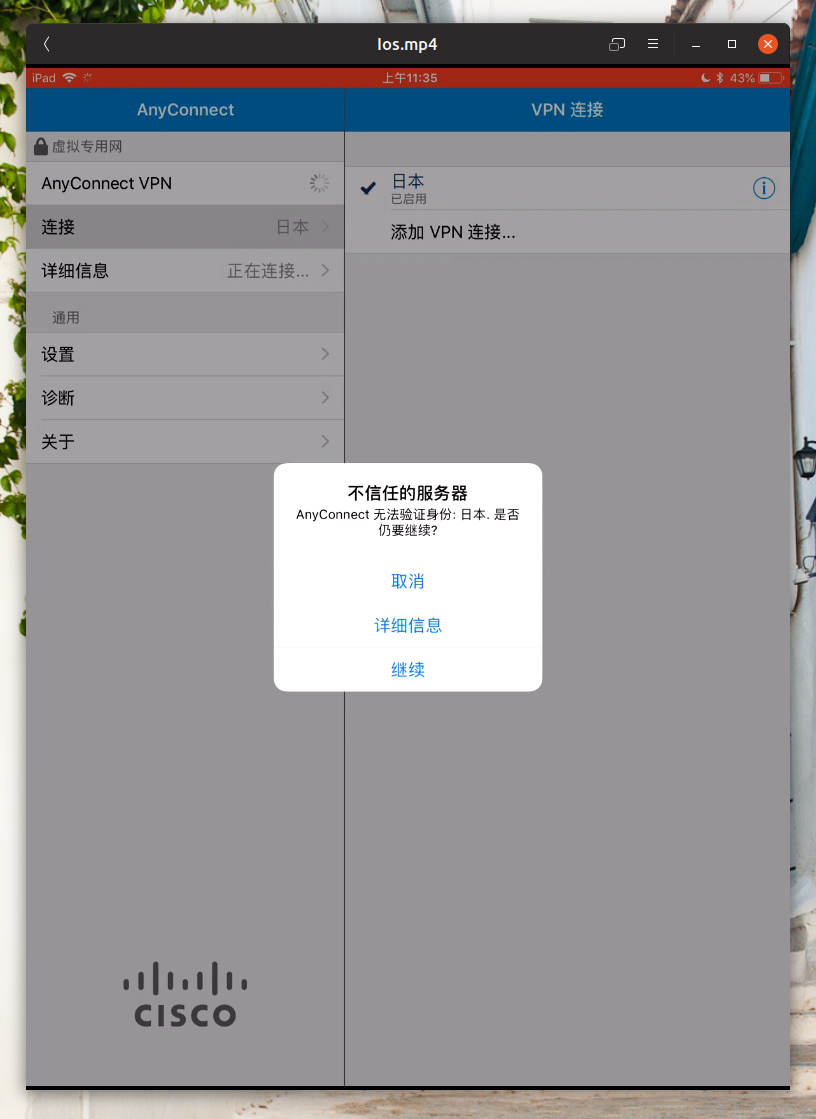 Ios.mp4
iPad
上午11:35
43%
AnyConnect
VPN 连接
虚拟专用网
AnyConnect VPN
连接
日本
详细信息
正在连接...
通用
设置
诊断
关于
日本
已启用
添加 VPN 连接...
不信任的服务器
AnyConnect 无法验证身份: 日本. 是否
仍要继续?
取消
详细信息
继续
CISCO